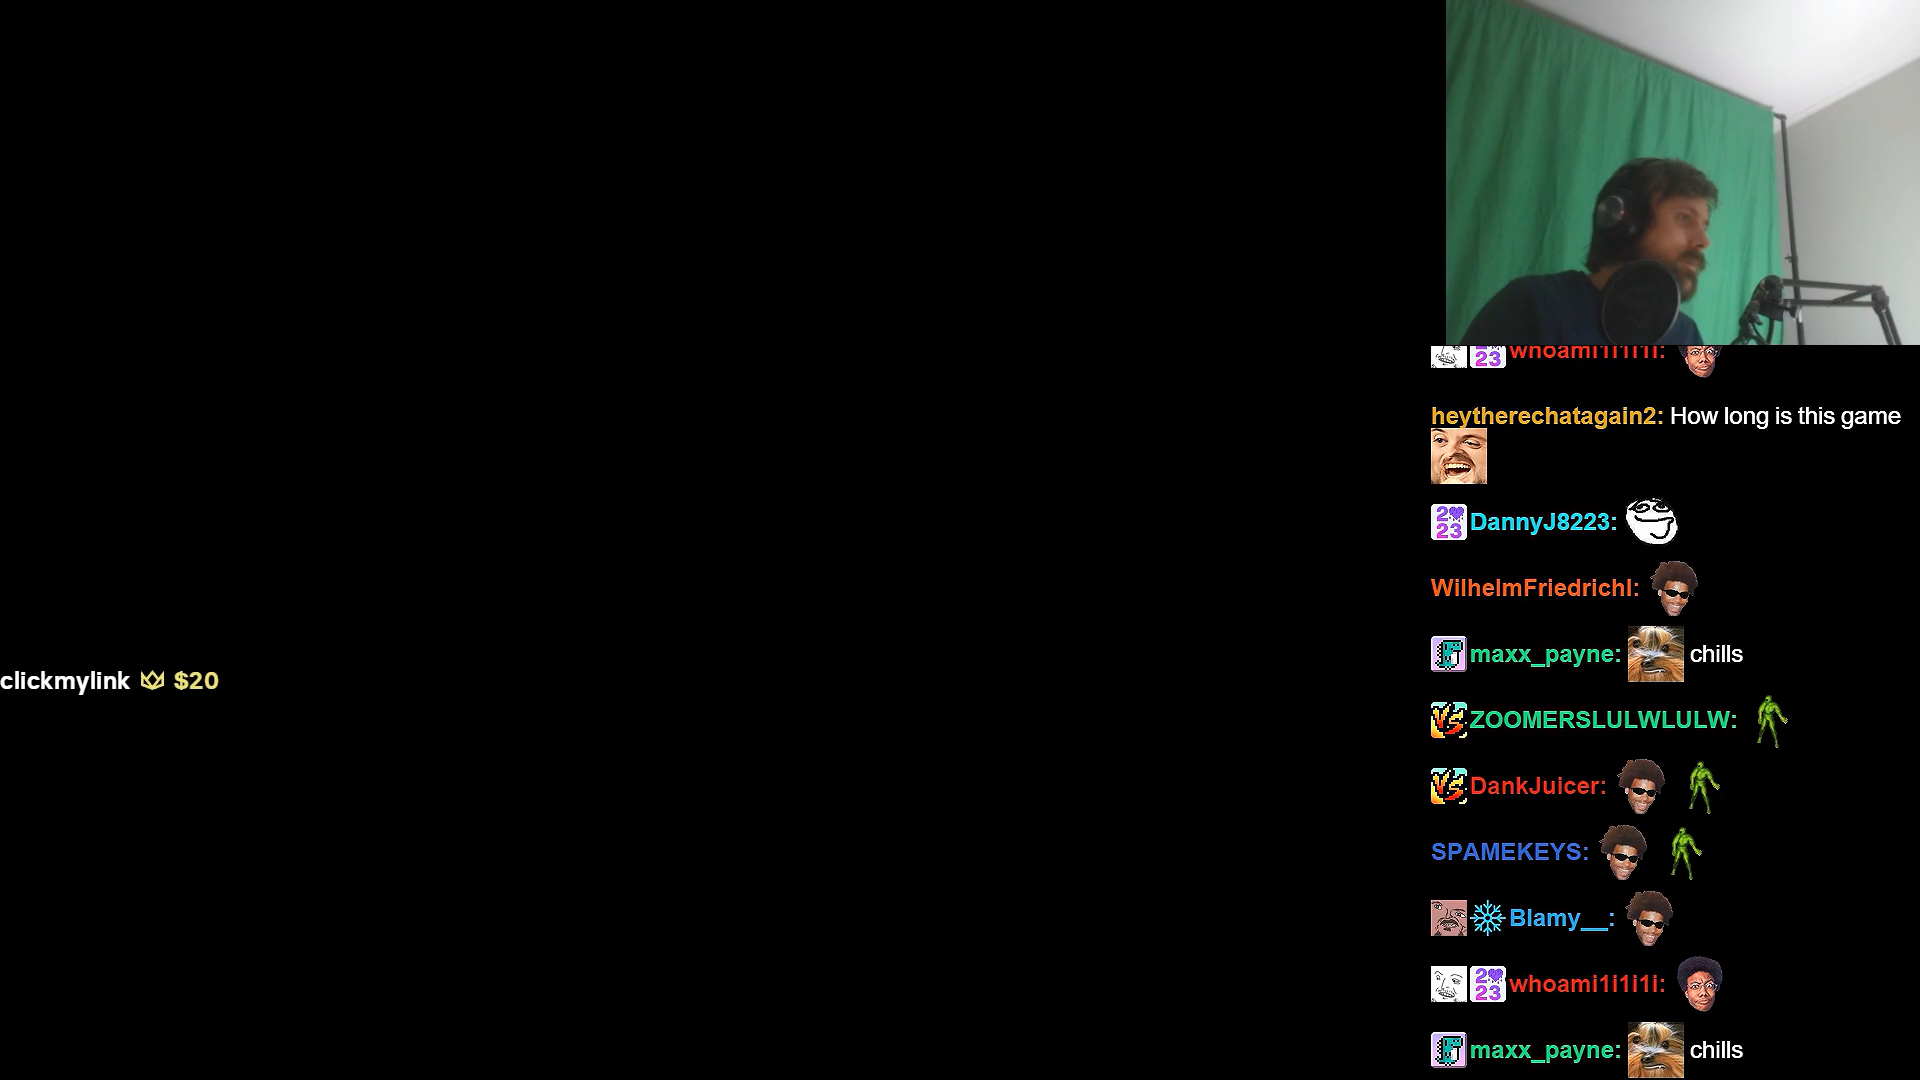 whoami1i1i1i:
heytherechatagain2: How long is this game
DannyJ8223:
WilhelmFriedrichI:
maxx_payne: chills
clickmylink $20
ZOOMERSLULWLULW:
DankJuicer:
SPAMEKEYS:
Blamy__:
whoami1i1i1i:
maxx_payne: chills